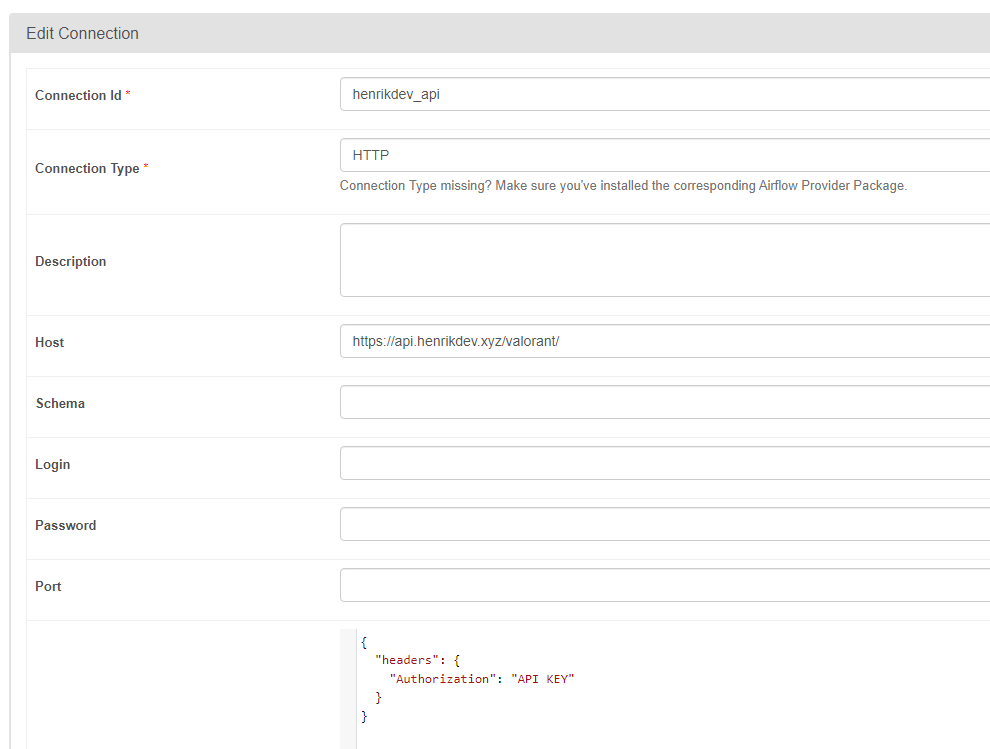 Edit Connection
Connection Id *
henrikdev_api
Connection Type *
HTTP
Connection Type missing? Make sure you've installed the corresponding Airflow Provider Package.
Description
Host
https://api.henrikdev.xyz/valorant/
Schema
Login
Password
Port
{
"headers": {
"Authorization": "API KEY"
}
}